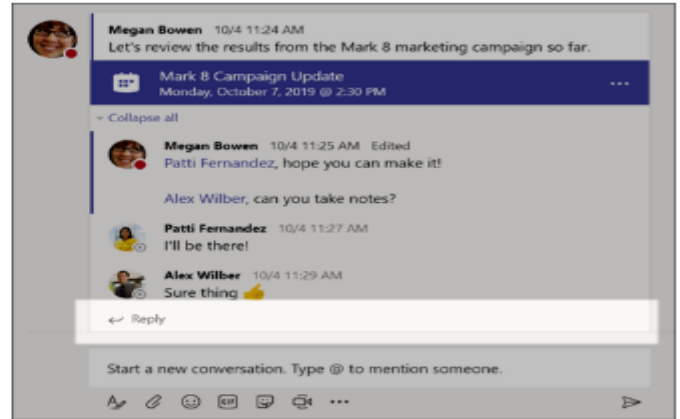 Megan Bowen 10/4 11:24 AM
Let's review the results from the Mark 8 marketing campaign so far.
Mark 8 Campaign Update
Monday, October 7, 2019 @ 2:30 PM
Collapse all
Megan Bowen 10/4 11:25 AM Edited
Patti Fernandez, hope you can make it!
Alex Wilber, can you take notes?
Patti Fernandez 10/4 11:27 AM
I'll be there!
Alex Wilber 10/4 11:29 AM
Sure thing 👍
Reply
Start a new conversation. Type @ to mention someone.
GIF